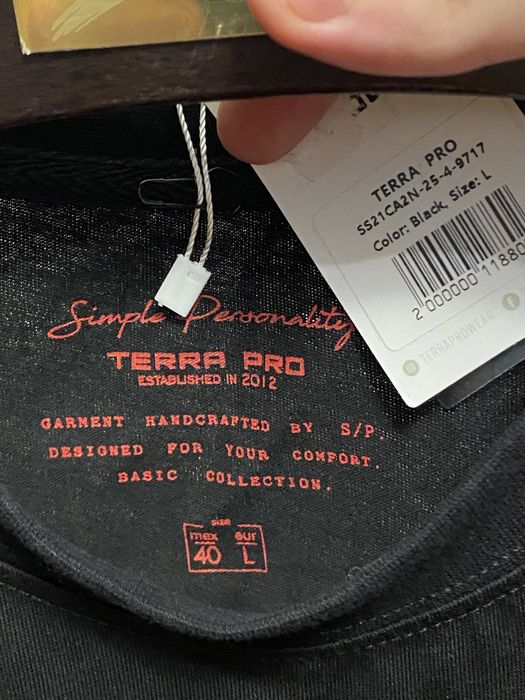 TERRA PRO
SS21CA2N-25-4-9717
Color: Black, Size: L
2 000000 11880
TERRAPROWEAR
Simple Personality
TERRA PRO
ESTABLISHED IN 2012
GARMENT HANDCRAFTED BY S/P.
DESIGNED FOR YOUR COMFORT.
BASIC COLLECTION.
size
mex eur
40 L